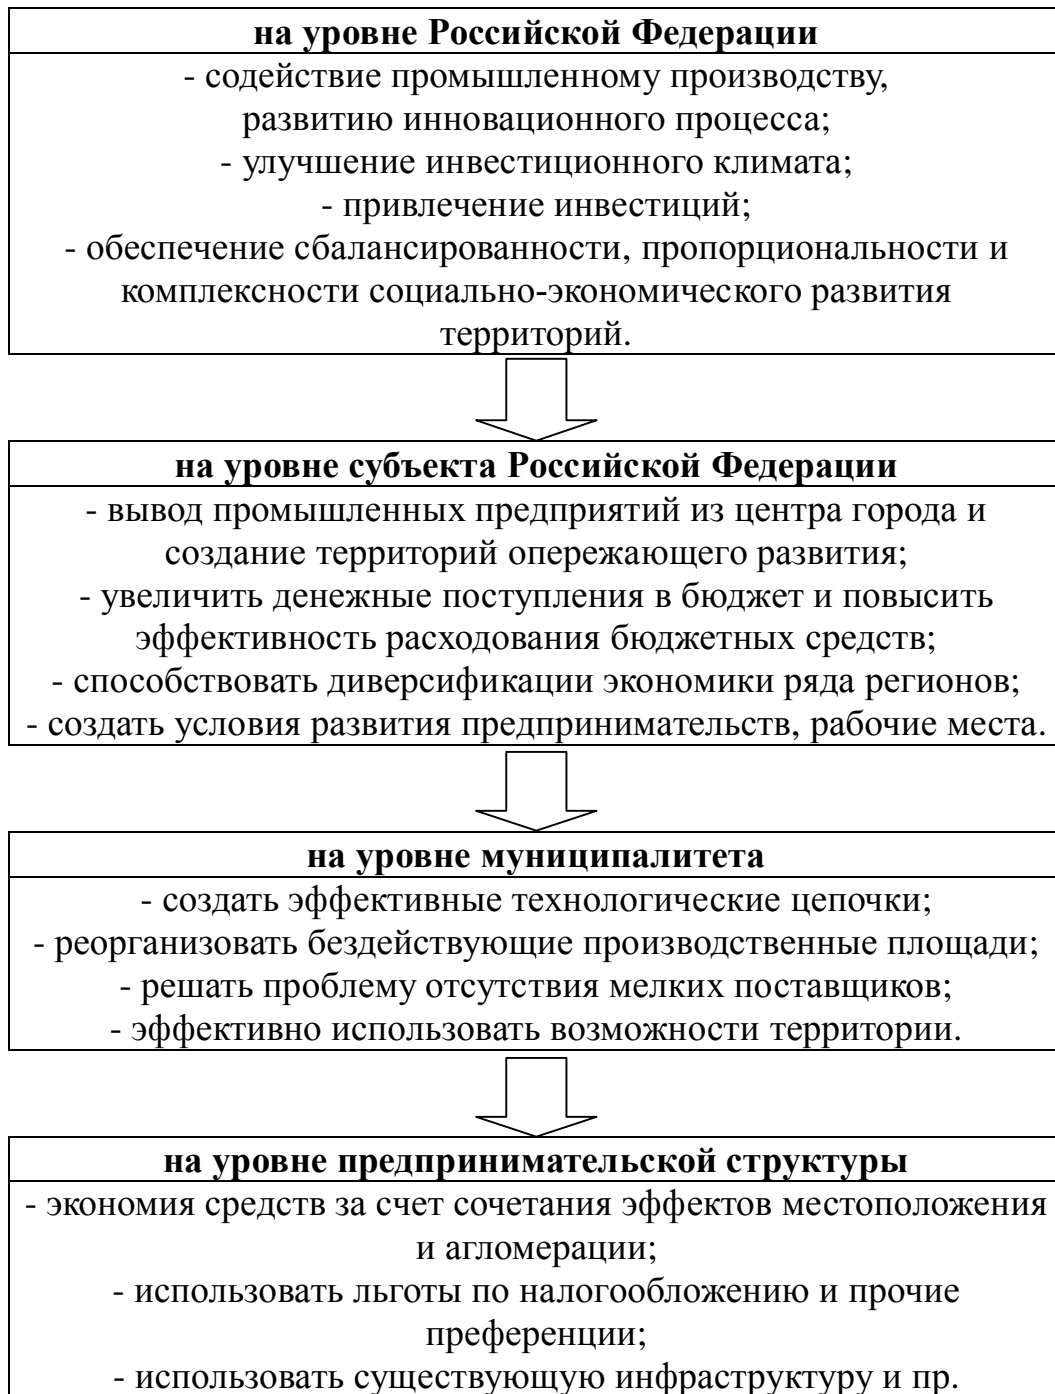 на уровне Российской Федерации
- содействие промышленному производству,
развитию инновационного процесса;
- улучшение инвестиционного климата;
- привлечение инвестиций;
- обеспечение сбалансированности, пропорциональности и
комплексности социально-экономического развития
территорий.
на уровне субъекта Российской Федерации
- вывод промышленных предприятий из центра города и
создание территорий опережающего развития;
- увеличить денежные поступления в бюджет и повысить
эффективность расходования бюджетных средств;
- способствовать диверсификации экономики ряда регионов;
- создать условия развития предпринимательств, рабочие места.
на уровне муниципалитета
- создать эффективные технологические цепочки;
- реорганизовать бездействующие производственные площади;
- решать проблему отсутствия мелких поставщиков;
- эффективно использовать возможности территории.
на уровне предпринимательской структуры
- экономия средств за счет сочетания эффектов местоположения
и агломерации;
- использовать льготы по налогообложению и прочие
преференции;
- использовать существующую инфраструктуру и пр.